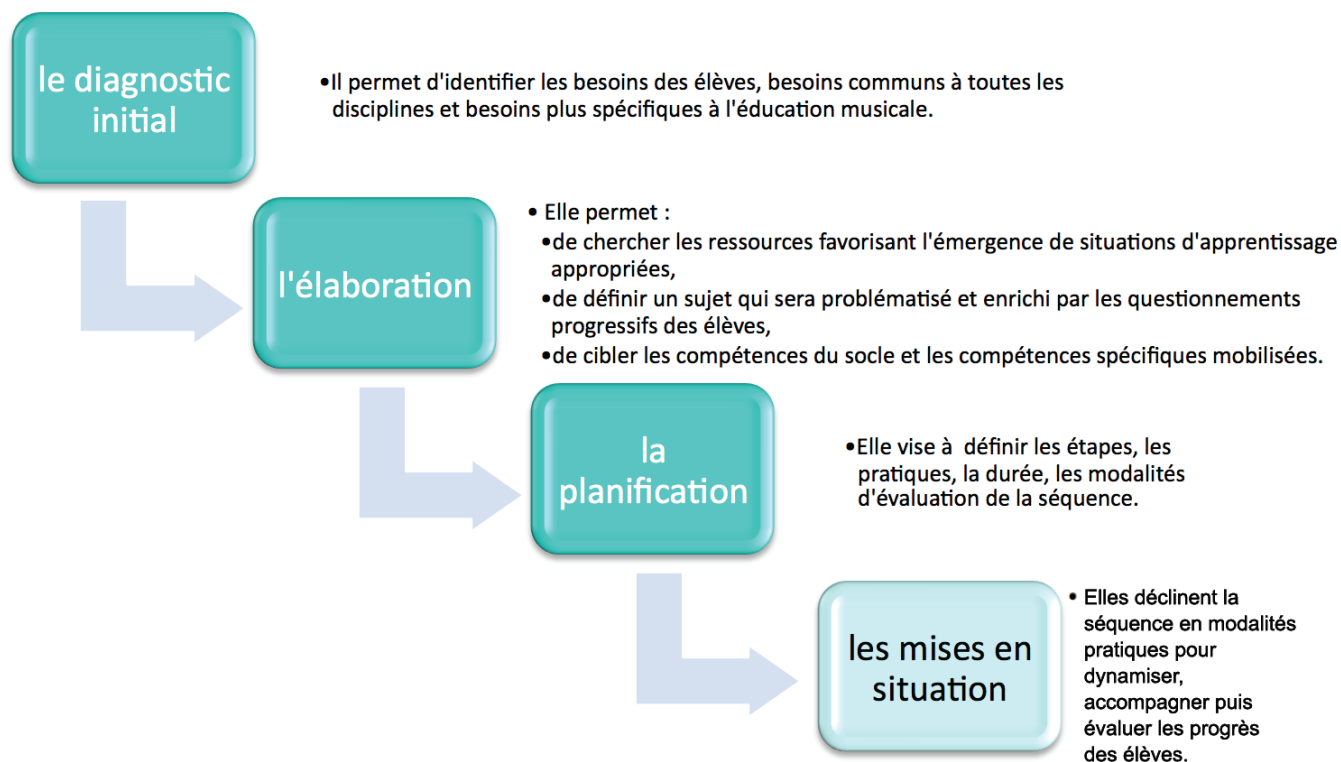 le diagnostic
initial
•Il permet d'identifier les besoins des élèves, besoins communs à toutes les
disciplines et besoins plus spécifiques à l'éducation musicale.
l'élaboration
• Elle permet :
•de chercher les ressources favorisant l'émergence de situations d'apprentissage
appropriées,
•de définir un sujet qui sera problématisé et enrichi par les questionnements
progressifs des élèves,
•de cibler les compétences du socle et les compétences spécifiques mobilisées.
la
planification
•Elle vise à  définir les étapes, les
pratiques, la durée, les modalités
d'évaluation de la séquence.
les mises en
situation
• Elles déclinent la
séquence en modalités
pratiques pour
dynamiser,
accompagner puis
évaluer les progrès
des élèves.